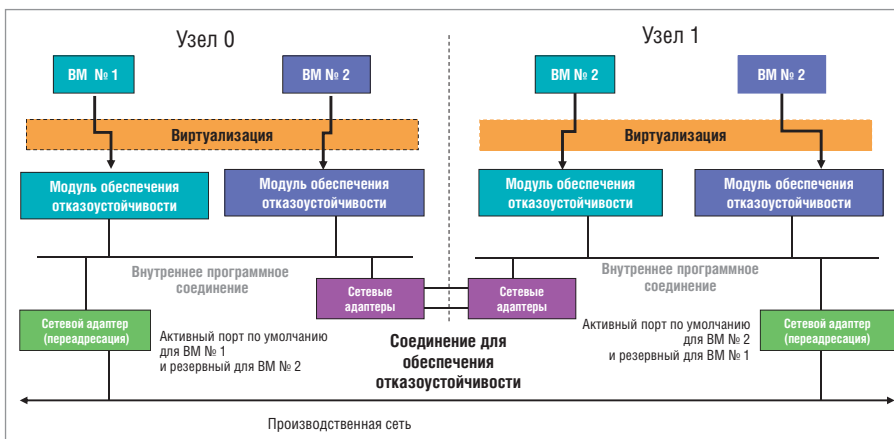 Узел 0
Узел 1
ВМ № 1
ВМ № 2
ВМ № 2
ВМ № 2
Виртуализация
Виртуализация
Модуль обеспечения
отказоустойчивости
Модуль обеспечения
отказоустойчивости
Модуль обеспечения
отказоустойчивости
Модуль обеспечения
отказоустойчивости
Внутреннее программное
соединение
Сетевые
адаптеры
Сетевые
адаптеры
Внутреннее программное
соединение
Сетевой адаптер
(переадресация)
Активный порт по умолчанию
для ВМ № 1
и резервный для ВМ № 2
Соединение для
обеспечения
отказоустойчивости
Активный порт по умолчанию
для ВМ № 2
и резервный для ВМ № 1
Сетевой адаптер
(переадресация)
Производственная сеть